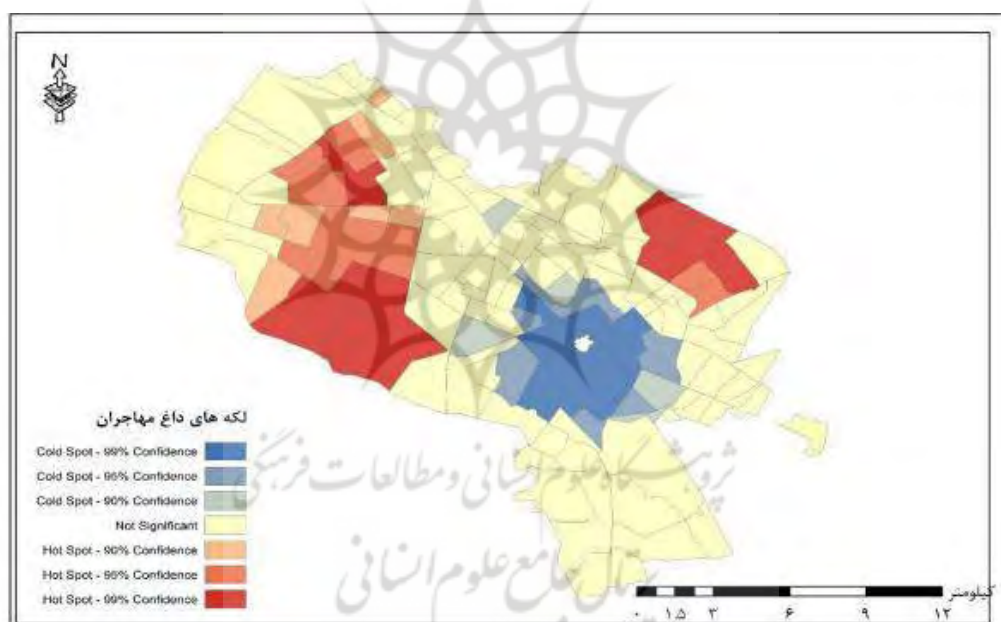 N
لکه های داغ مهاجران
Cold Spot - 99% Confidence
Cold Spot - 95% Confidence
Cold Spot - 90% Confidence
Not Significant
Hot Spot - 90% Confidence
Hot Spot - 95% Confidence
Hot Spot - 99% Confidence
پژوهشگاه علوم انسانی و مطالعات فرهنگی
جامع علوم انسانی
کیلومتر
۰ ۱.۵ ۳ ۶ ۹ ۱۲